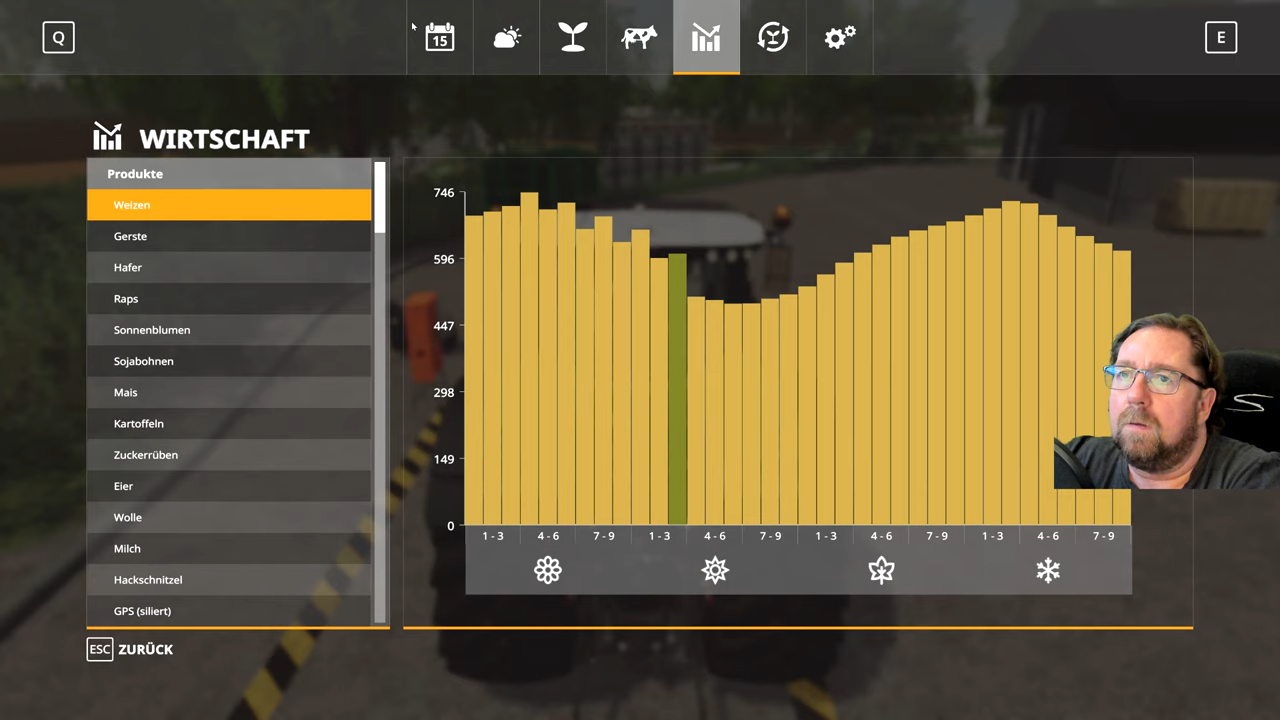 Q
15
E
WIRTSCHAFT
Produkte
Weizen
Gerste
Hafer
Raps
Sonnenblumen
Sojabohnen
Mais
Kartoffeln
Zuckerrüben
Eier
Wolle
Milch
Hackschnitzel
GPS (siliert)
746
596
447
298
149
0
1 - 3 4 - 6 7 - 9 1 - 3 4 - 6 7 - 9 1 - 3 4 - 6 7 - 9 1 - 3 4 - 6 7 - 9
ESC ZURÜCK